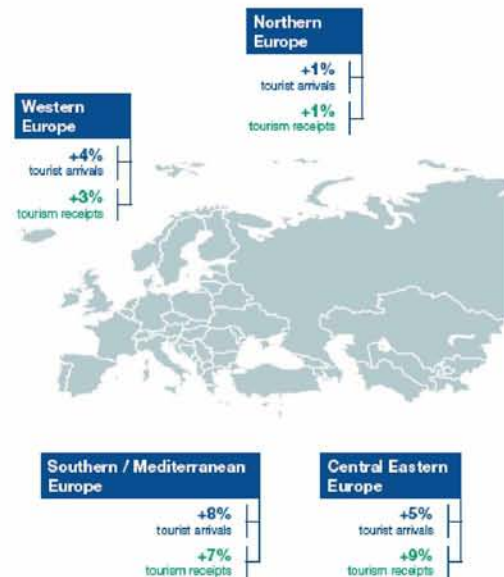 Northern
Europe
+1%
tourist arrivals
+1%
tourism receipts
Western
Europe
+4%
tourist arrivals
+3%
tourism receipts
Southern / Mediterranean
Europe
+8%
tourist arrivals
+7%
tourism receipts
Central Eastern
Europe
+5%
tourist arrivals
+9%
tourism receipts